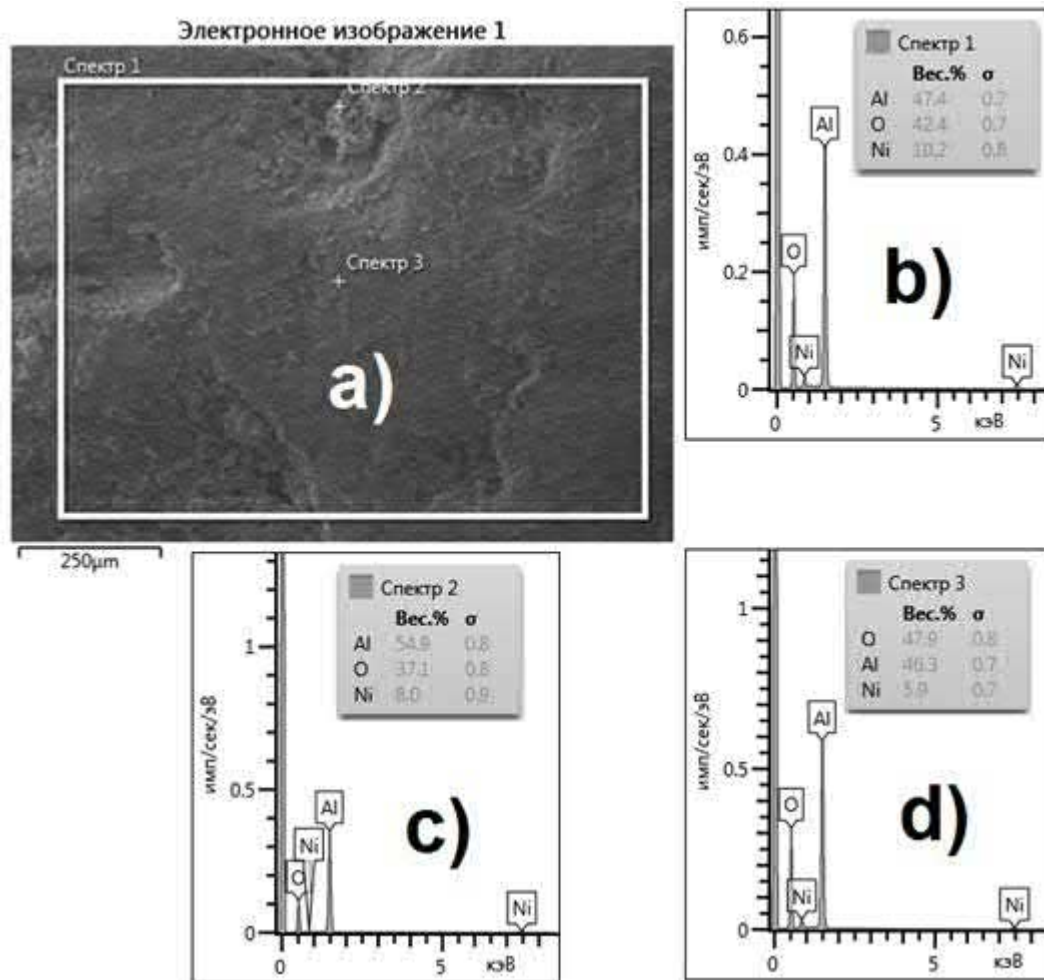 Электронное изображение 1
Спектр 1
Спектр 2
Спектр 3
a)
250µm
0.6
0.4
0.2
0
имп/сек/эВ
Спектр 1
Вес.% σ
Al 47.4 0.7
O 42.4 0.7
Ni 10.2 0.8
Al
O
Ni
Ni
b)
0 5 кэВ
1
0.5
0
имп/сек/эВ
Спектр 2
Вес.% σ
Al 54.9 0.8
O 37.1 0.8
Ni 8.0 0.9
Al
Ni
O
Ni
c)
0 5 кэВ
1
0.5
0
имп/сек/эВ
Спектр 3
Вес.% σ
O 47.9 0.8
Al 46.3 0.7
Ni 5.9 0.7
Al
O
Ni
Ni
d)
0 5 кэВ